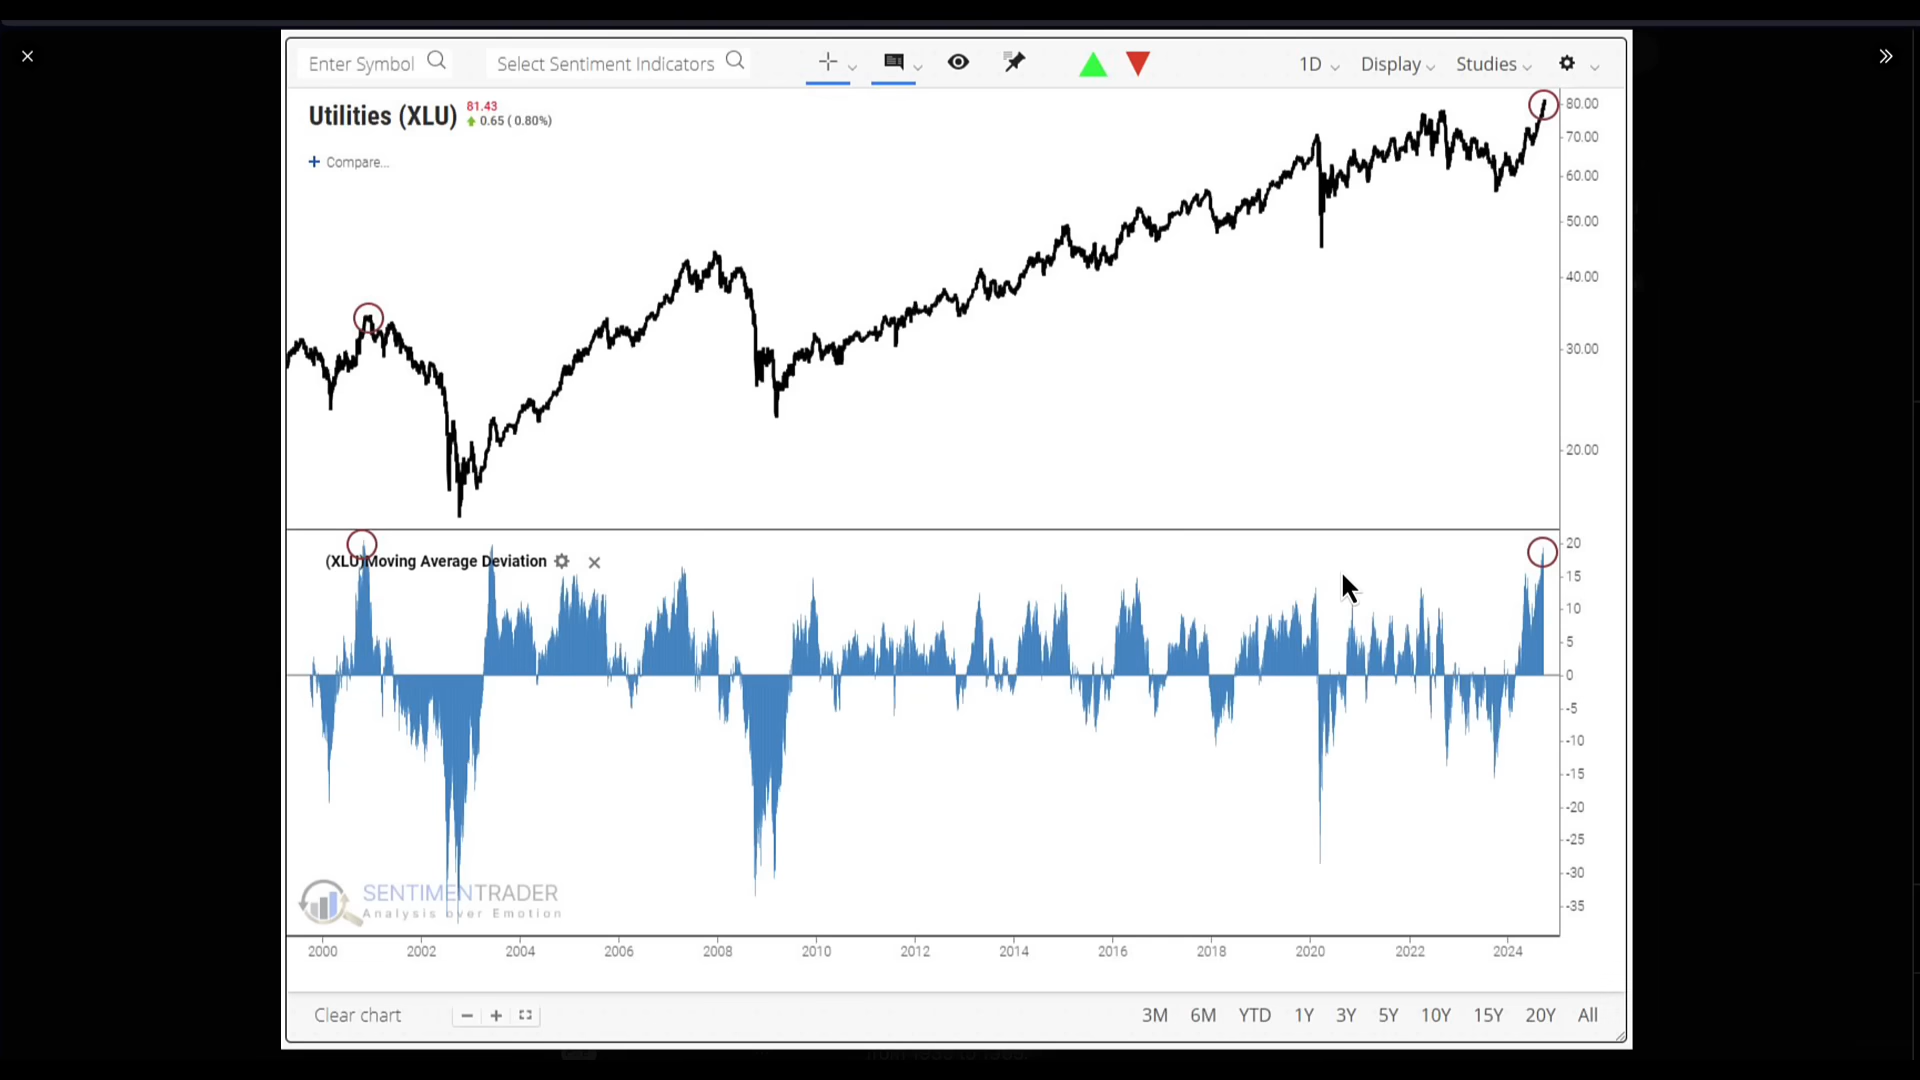 Enter Symbol
Select Sentiment Indicators
1D
Display
Studies
Utilities (XLU)
81.43
0.65 ( 0.80%)
+ Compare...
80.00
70.00
60.00
50.00
40.00
30.00
20.00
(XLU)Moving Average Deviation
20
15
10
5
0
-5
-10
-15
-20
-25
-30
-35
SENTIMENTRADER
Analysis over Emotion
2000 2002 2004 2006 2008 2010 2012 2014 2016 2018 2020 2022 2024
Clear chart
3M 6M YTD 1Y 3Y 5Y 10Y 15Y 20Y All